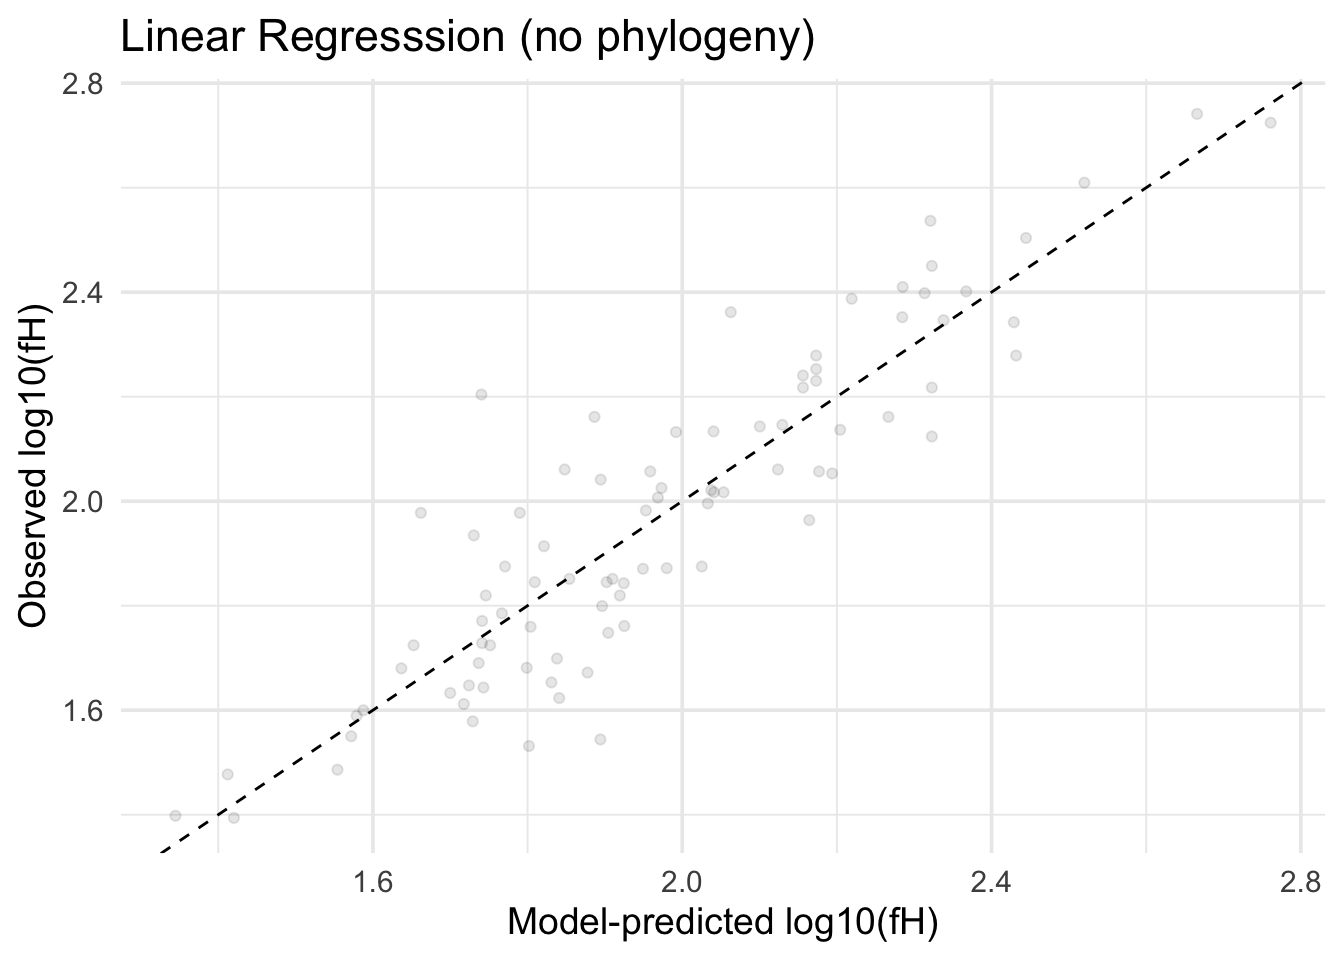 Linear Regresssion (no phylogeny)
2.8
2.4
2.0
1.6
Observed log10(fH)
1.6 2.0 2.4 2.8
Model-predicted log10(fH)